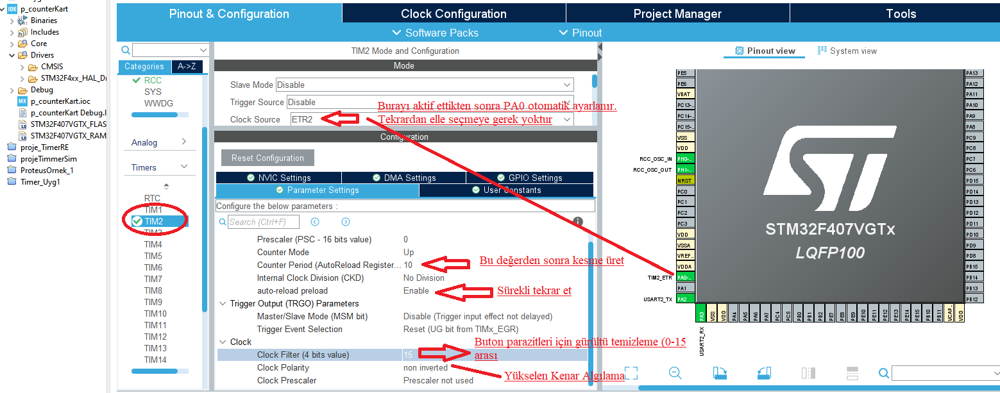 p_counterKart
Binaries
Includes
Core
Drivers
CMSIS
STM32F4xx_HAL_Dr
Debug
p_counterKart.ioc
p_counterKart Debug.l
STM32F407VGTX_FLAS
STM32F407VGTX_RAM
proje_TimerRE
projeTimmerSim
ProteusOrnek_1
Timer_Uyg1
Pinout & Configuration
Clock Configuration
Project Manager
Tools
Software Packs
Pinout
Categories
A->Z
RCC
SYS
WWDG
Analog
Timers
RTC
TIM1
TIM2
TIM3
TIM4
TIM5
TIM6
TIM7
TIM8
TIM9
TIM10
TIM11
TIM12
TIM13
TIM14
TIM2 Mode and Configuration
Mode
Slave Mode Disable
Trigger Source Disable
Clock Source ETR2
Burayı aktif ettikten sonra PA0 otomatik ayarlanır.
Tekrardan elle seçmeye gerek yoktur
Configuration
Reset Configuration
NVIC Settings
DMA Settings
GPIO Settings
Parameter Settings
User Constants
Configure the below parameters :
Search (Ctrl+F)
Prescaler (PSC - 16 bits value) 0
Counter Mode Up
Counter Period (AutoReload Register... 10
Bu değerden sonra kesme üret
Internal Clock Division (CKD) No Division
auto-reload preload Enable
Sürekli tekrar et
Trigger Output (TRGO) Parameters
Master/Slave Mode (MSM bit) Disable (Trigger input effect not delayed)
Trigger Event Selection Reset (UG bit from TIMx_EGR)
Clock
Clock Filter (4 bits value) 15
Buton parazitleri için gürültü temizleme (0-15
arası
Clock Polarity non inverted
Yükselen Kenar Algılama
Clock Prescaler Prescaler not used
Pinout view
System view
PE5
PE6
VBAT
PC13-..
PC14-..
PC15-..
VSS
VDD
RCC_OSC_IN PH0-..
RCC_OSC_OUT PH1-..
NRST
PC0
PC1
PC2
PC3
VDD
VSSA
VREF..
VDDA
TIM2_ETR PA0-..
PA1
USART2_TX PA2
STM32F407VGTx
LQFP100
PA13
PA12
PA11
PA10
PA9
PA8
PC9
PC8
PC7
PC6
PD15
PD14
PD13
PD12
PD11
PD10
PD9
PD8
PB15
PB14
PB13
PB12
PA3
VSS
VDD
PA4
PA5
PA6
PA7
PC4
PC5
PB0
PB1
PB2
PE7
PE8
PE9
PE10
PE11
PE12
PE13
PE14
PE15
PB10
PB11
VCAP..
VDD
USART2_RX